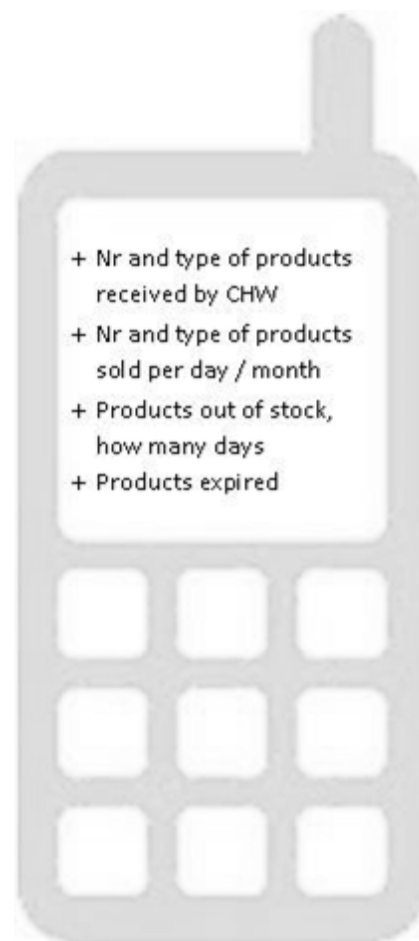 + Nr and type of products
received by CHW
+ Nr and type of products
sold per day / month
+ Products out of stock,
how many days
+ Products expired